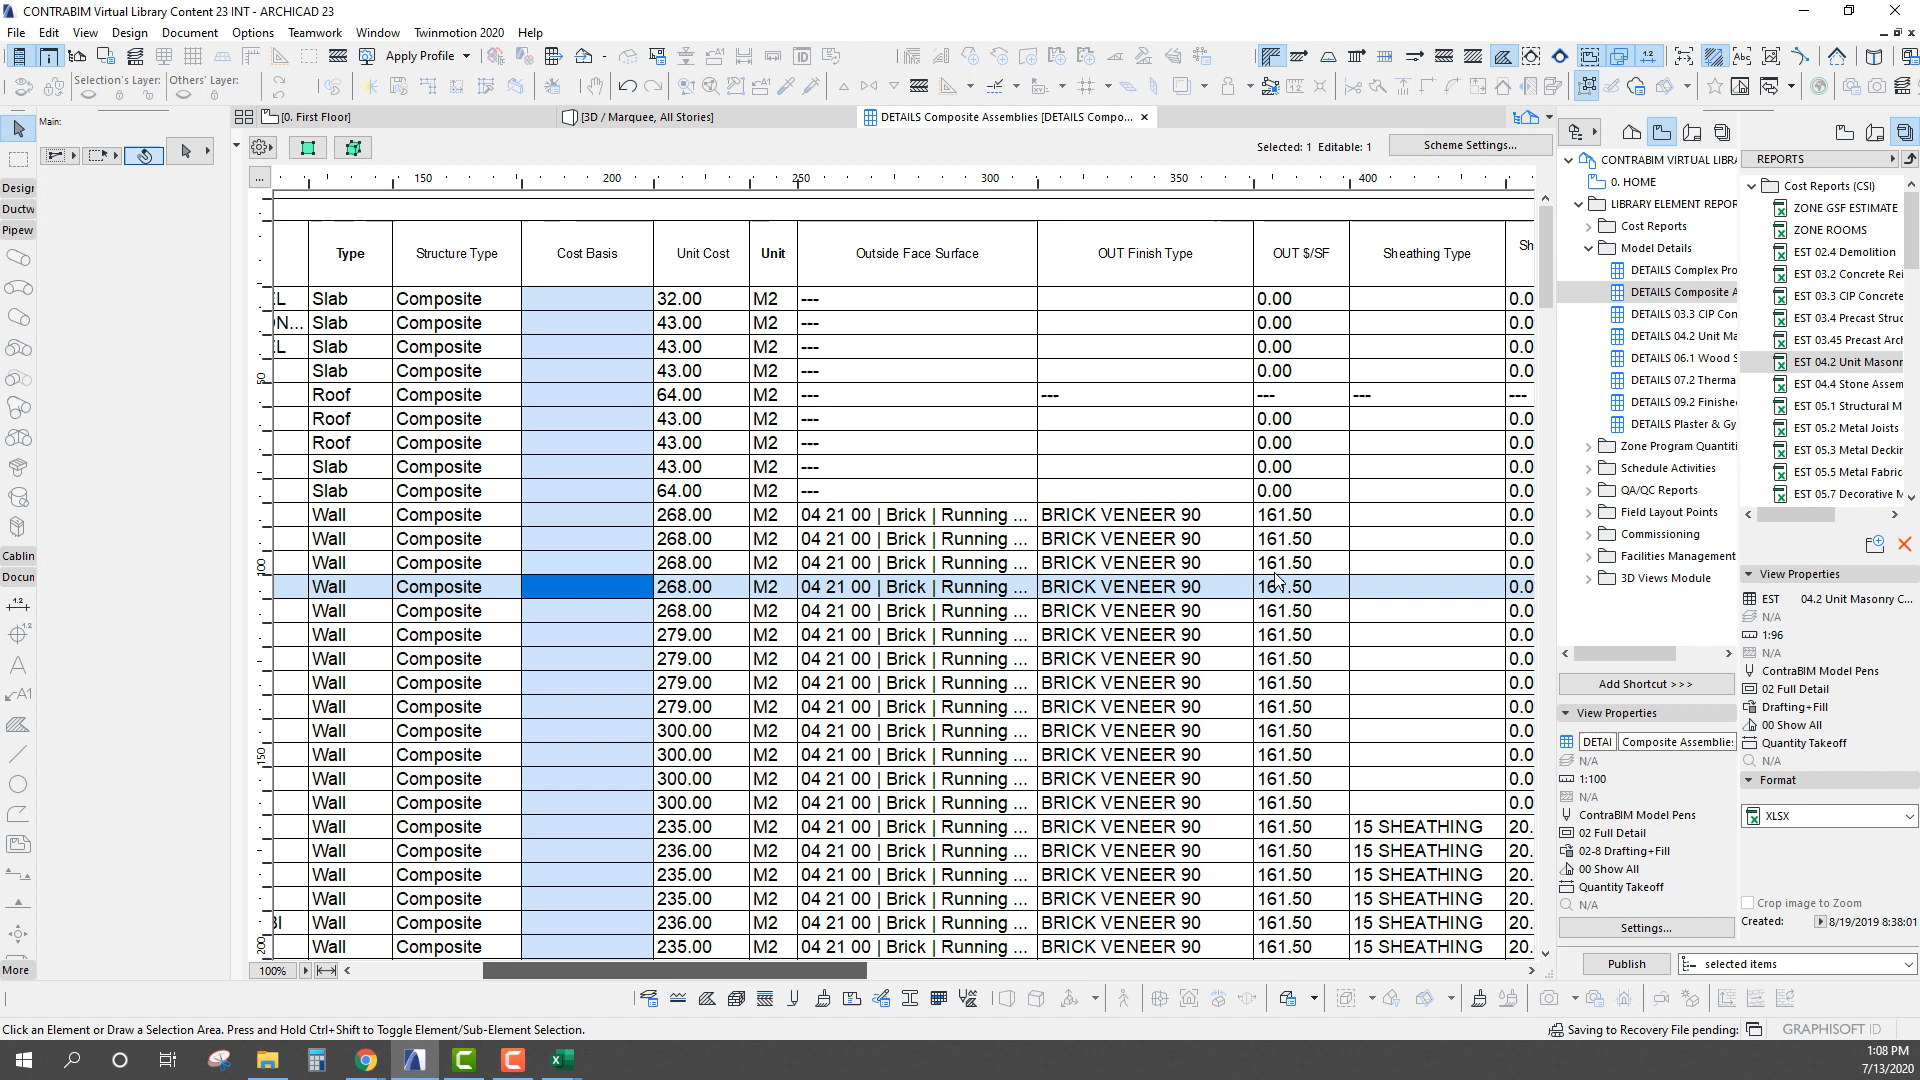 CONTRABIM Virtual Library Content 23 INT - ARCHICAD 23
File Edit View Design Document Options Teamwork Window Twinmotion 2020 Help
Apply Profile
Selection's Layer: Others' Layer:
Main:
[0. First Floor]
[3D / Marquee, All Stories]
DETAILS Composite Assemblies [DETAILS Compo...
Selected: 1 Editable: 1
Scheme Settings...
150 200 250 300 350 400
Type Structure Type Cost Basis Unit Cost Unit Outside Face Surface OUT Finish Type OUT $/SF Sheathing Type Sh
Slab Composite 32.00 M2 --- 0.00 0.0
Slab Composite 43.00 M2 --- 0.00 0.0
Slab Composite 43.00 M2 --- 0.00 0.0
Slab Composite 43.00 M2 --- 0.00 0.0
Roof Composite 64.00 M2 --- --- --- --- ---
Roof Composite 43.00 M2 --- 0.00 0.0
Roof Composite 43.00 M2 --- 0.00 0.0
Slab Composite 43.00 M2 --- 0.00 0.0
Slab Composite 64.00 M2 --- 0.00 0.0
Wall Composite 268.00 M2 04 21 00 | Brick | Running ... BRICK VENEER 90 161.50 0.0
Wall Composite 268.00 M2 04 21 00 | Brick | Running ... BRICK VENEER 90 161.50 0.0
Wall Composite 268.00 M2 04 21 00 | Brick | Running ... BRICK VENEER 90 161.50 0.0
Wall Composite 268.00 M2 04 21 00 | Brick | Running ... BRICK VENEER 90 161.50 0.0
Wall Composite 268.00 M2 04 21 00 | Brick | Running ... BRICK VENEER 90 161.50 0.0
Wall Composite 279.00 M2 04 21 00 | Brick | Running ... BRICK VENEER 90 161.50 0.0
Wall Composite 279.00 M2 04 21 00 | Brick | Running ... BRICK VENEER 90 161.50 0.0
Wall Composite 279.00 M2 04 21 00 | Brick | Running ... BRICK VENEER 90 161.50 0.0
Wall Composite 279.00 M2 04 21 00 | Brick | Running ... BRICK VENEER 90 161.50 0.0
Wall Composite 300.00 M2 04 21 00 | Brick | Running ... BRICK VENEER 90 161.50 0.0
Wall Composite 300.00 M2 04 21 00 | Brick | Running ... BRICK VENEER 90 161.50 0.0
Wall Composite 300.00 M2 04 21 00 | Brick | Running ... BRICK VENEER 90 161.50 0.0
Wall Composite 300.00 M2 04 21 00 | Brick | Running ... BRICK VENEER 90 161.50 0.0
Wall Composite 235.00 M2 04 21 00 | Brick | Running ... BRICK VENEER 90 161.50 15 SHEATHING 20.
Wall Composite 236.00 M2 04 21 00 | Brick | Running ... BRICK VENEER 90 161.50 15 SHEATHING 20.
Wall Composite 235.00 M2 04 21 00 | Brick | Running ... BRICK VENEER 90 161.50 15 SHEATHING 20.
Wall Composite 235.00 M2 04 21 00 | Brick | Running ... BRICK VENEER 90 161.50 15 SHEATHING 20.
Wall Composite 236.00 M2 04 21 00 | Brick | Running ... BRICK VENEER 90 161.50 15 SHEATHING 20.
Wall Composite 235.00 M2 04 21 00 | Brick | Running ... BRICK VENEER 90 161.50 15 SHEATHING 20.
50
100
150
200
100%
Desigr
Ductw
Pipew
Cablin
Docun
More
CONTRABIM VIRTUAL LIBRA
0. HOME
LIBRARY ELEMENT REPOR
Cost Reports
Model Details
DETAILS Complex Pro
DETAILS Composite A
DETAILS 03.3 CIP Con
DETAILS 04.2 Unit Ma
DETAILS 06.1 Wood S
DETAILS 07.2 Therma
DETAILS 09.2 Finishe
DETAILS Plaster & Gy
Zone Program Quantiti
Schedule Activities
QA/QC Reports
Field Layout Points
Commissioning
Facilities Management
3D Views Module
Add Shortcut >>>
View Properties
DETAI Composite Assemblies
N/A
1:100
N/A
ContraBIM Model Pens
02 Full Detail
02-8 Drafting+Fill
00 Show All
Quantity Takeoff
N/A
Settings...
REPORTS
Cost Reports (CSI)
ZONE GSF ESTIMATE
ZONE ROOMS
EST 02.4 Demolition
EST 03.2 Concrete Rei
EST 03.3 CIP Concrete
EST 03.4 Precast Struc
EST 03.45 Precast Arch
EST 04.2 Unit Masonr
EST 04.4 Stone Assem
EST 05.1 Structural M
EST 05.2 Metal Joists
EST 05.3 Metal Deckin
EST 05.5 Metal Fabric
EST 05.7 Decorative M
View Properties
EST 04.2 Unit Masonry C...
N/A
1:96
N/A
ContraBIM Model Pens
02 Full Detail
Drafting+Fill
00 Show All
Quantity Takeoff
N/A
Format
XLSX
Crop image to Zoom
Created: 8/19/2019 8:38:01
Publish selected items
Click an Element or Draw a Selection Area. Press and Hold Ctrl+Shift to Toggle Element/Sub-Element Selection.
Saving to Recovery File pending:
GRAPHISOFT ID
1:08 PM
7/13/2020